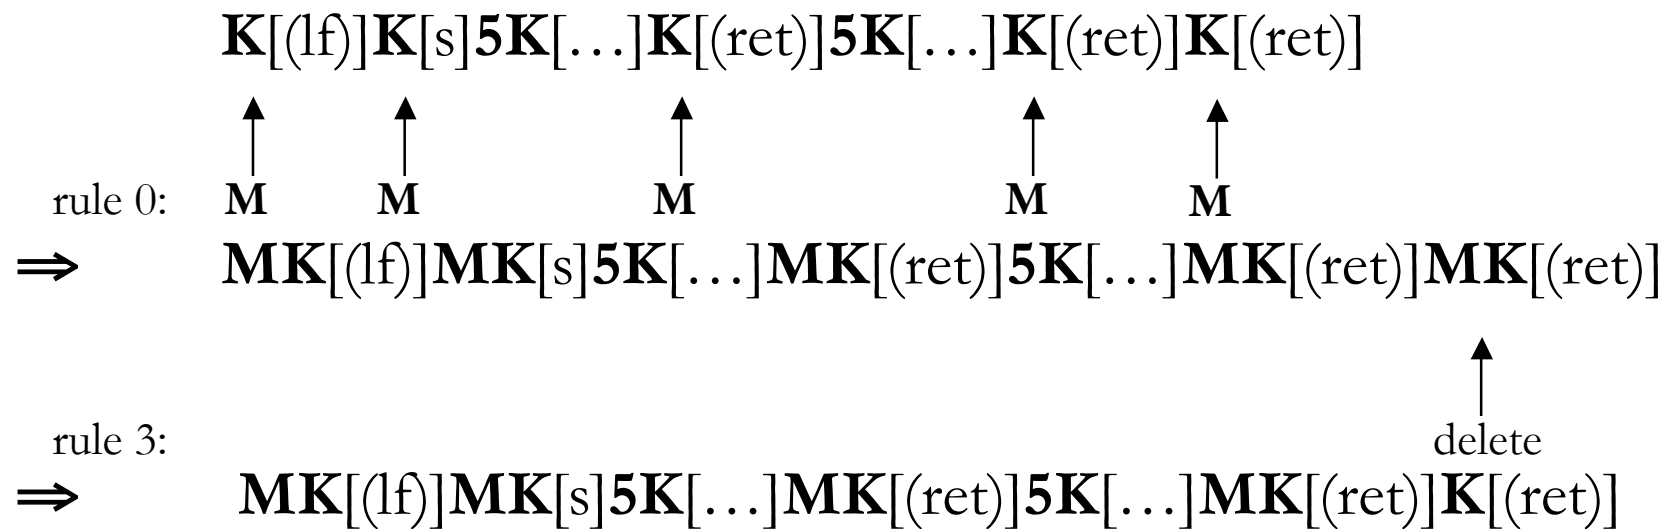 K[(lf)]K[s]5K[…]K[(ret)]5K[…]K[(ret)]K[(ret)]
rule 0: M M M M M
⇒ MK[(lf)]MK[s]5K[…]MK[(ret)]5K[…]MK[(ret)]MK[(ret)]
rule 3: delete
⇒ MK[(lf)]MK[s]5K[…]MK[(ret)]5K[…]MK[(ret)]K[(ret)]